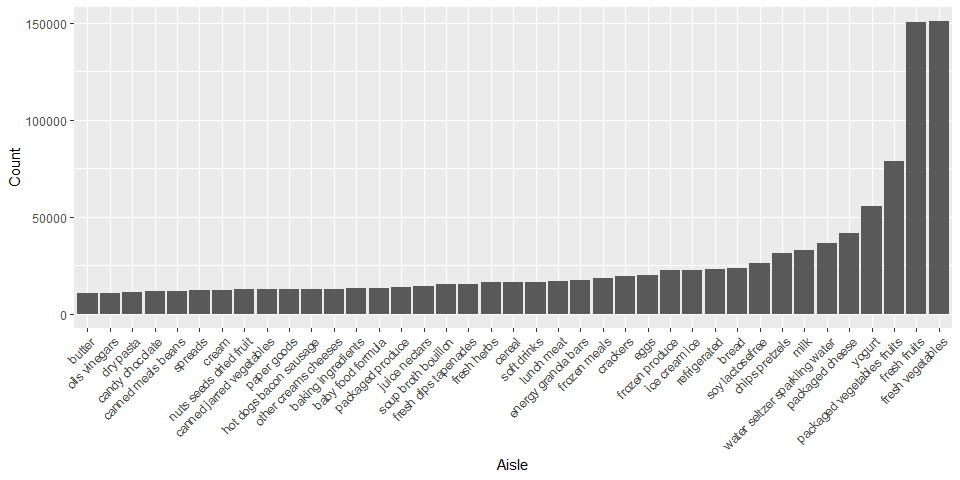 150000
100000
50000
0
Count
butter
oils vinegars
dry pasta
candy chocolate
canned meals beans
spreads
cream
nuts seeds dried fruit
canned jarred vegetables
paper goods
hot dogs bacon sausage
other creams cheeses
baking ingredients
baby food formula
packaged produce
juice nectars
soup broth bouillon
fresh dips tapenades
fresh herbs
cereal
soft drinks
lunch meat
energy granola bars
frozen meals
crackers
eggs
frozen produce
ice cream ice
refrigerated
bread
soy lactosefree
chips pretzels
milk
water seltzer sparkling water
packaged cheese
yogurt
packaged vegetables fruits
fresh fruits
fresh vegetables
Aisle